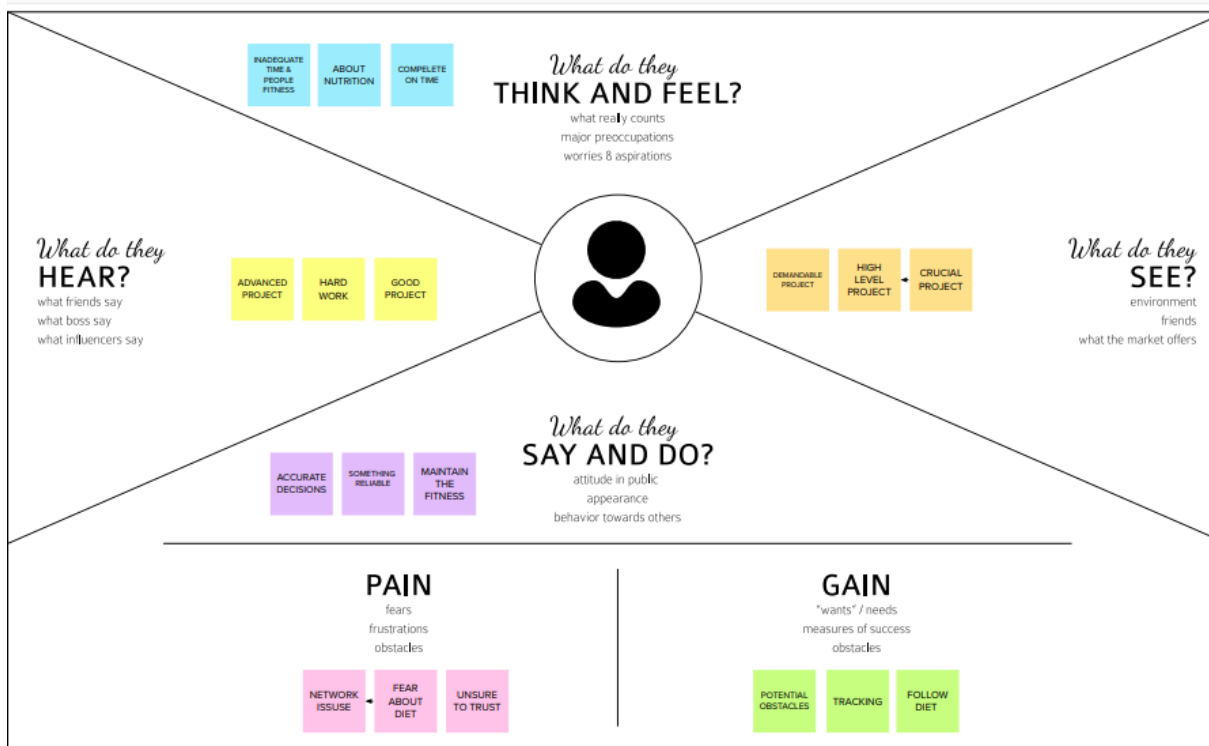 What do they
THINK AND FEEL?
what really counts
major preoccupations
worries & aspirations
INADEQUATE
TIME &
PEOPLE
FITNESS
ABOUT
NUTRITION
COMPELETE
ON TIME
What do they
HEAR?
what friends say
what boss say
what influencers say
ADVANCED
PROJECT
HARD
WORK
GOOD
PROJECT
DEMANDABLE
PROJECT
HIGH
LEVEL
PROJECT
CRUCIAL
PROJECT
What do they
SEE?
environment
friends
what the market offers
What do they
SAY AND DO?
attitude in public
appearance
behavior towards others
ACCURATE
DECISIONS
SOMETHING
RELIABLE
MAINTAIN
THE
FITNESS
PAIN
fears
frustrations
obstacles
NETWORK
ISSUSE
FEAR
ABOUT
DIET
UNSURE
TO TRUST
GAIN
"wants" / needs
measures of success
obstacles
POTENTIAL
OBSTACLES
TRACKING
FOLLOW
DIET